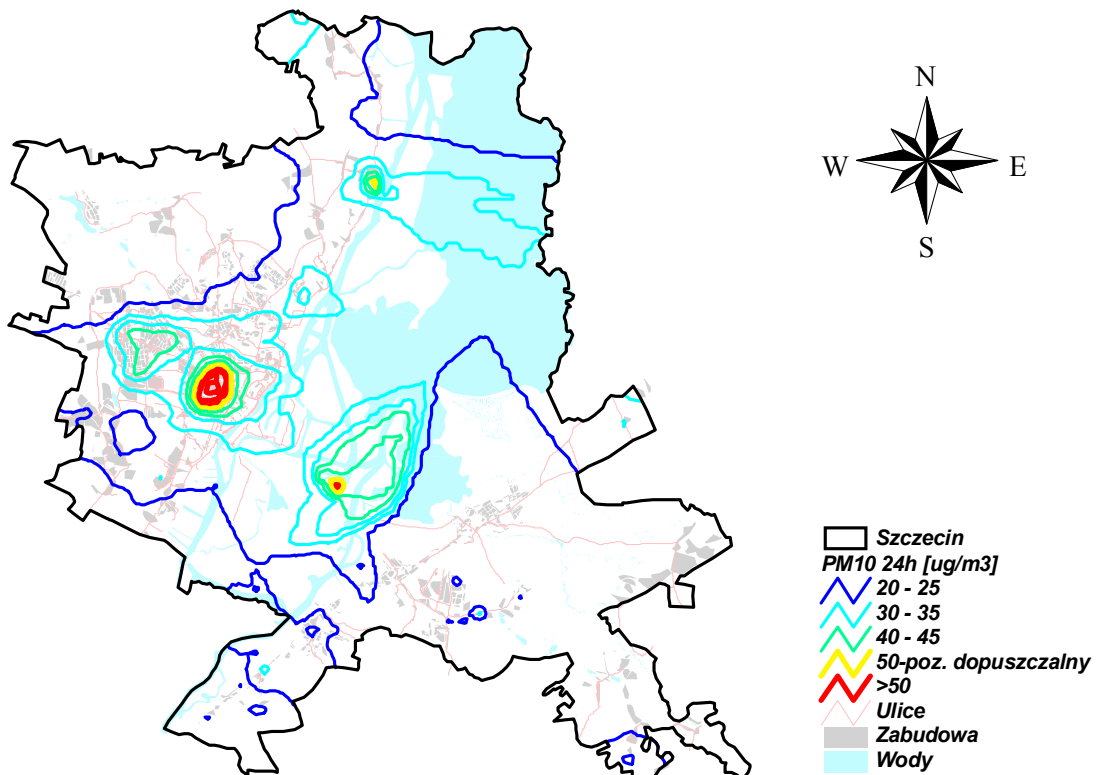 N
W E
S
Szczecin
PM10 24h [ug/m3]
20 - 25
30 - 35
40 - 45
50-poz. dopuszczalny
>50
Ulice
Zabudowa
Wody